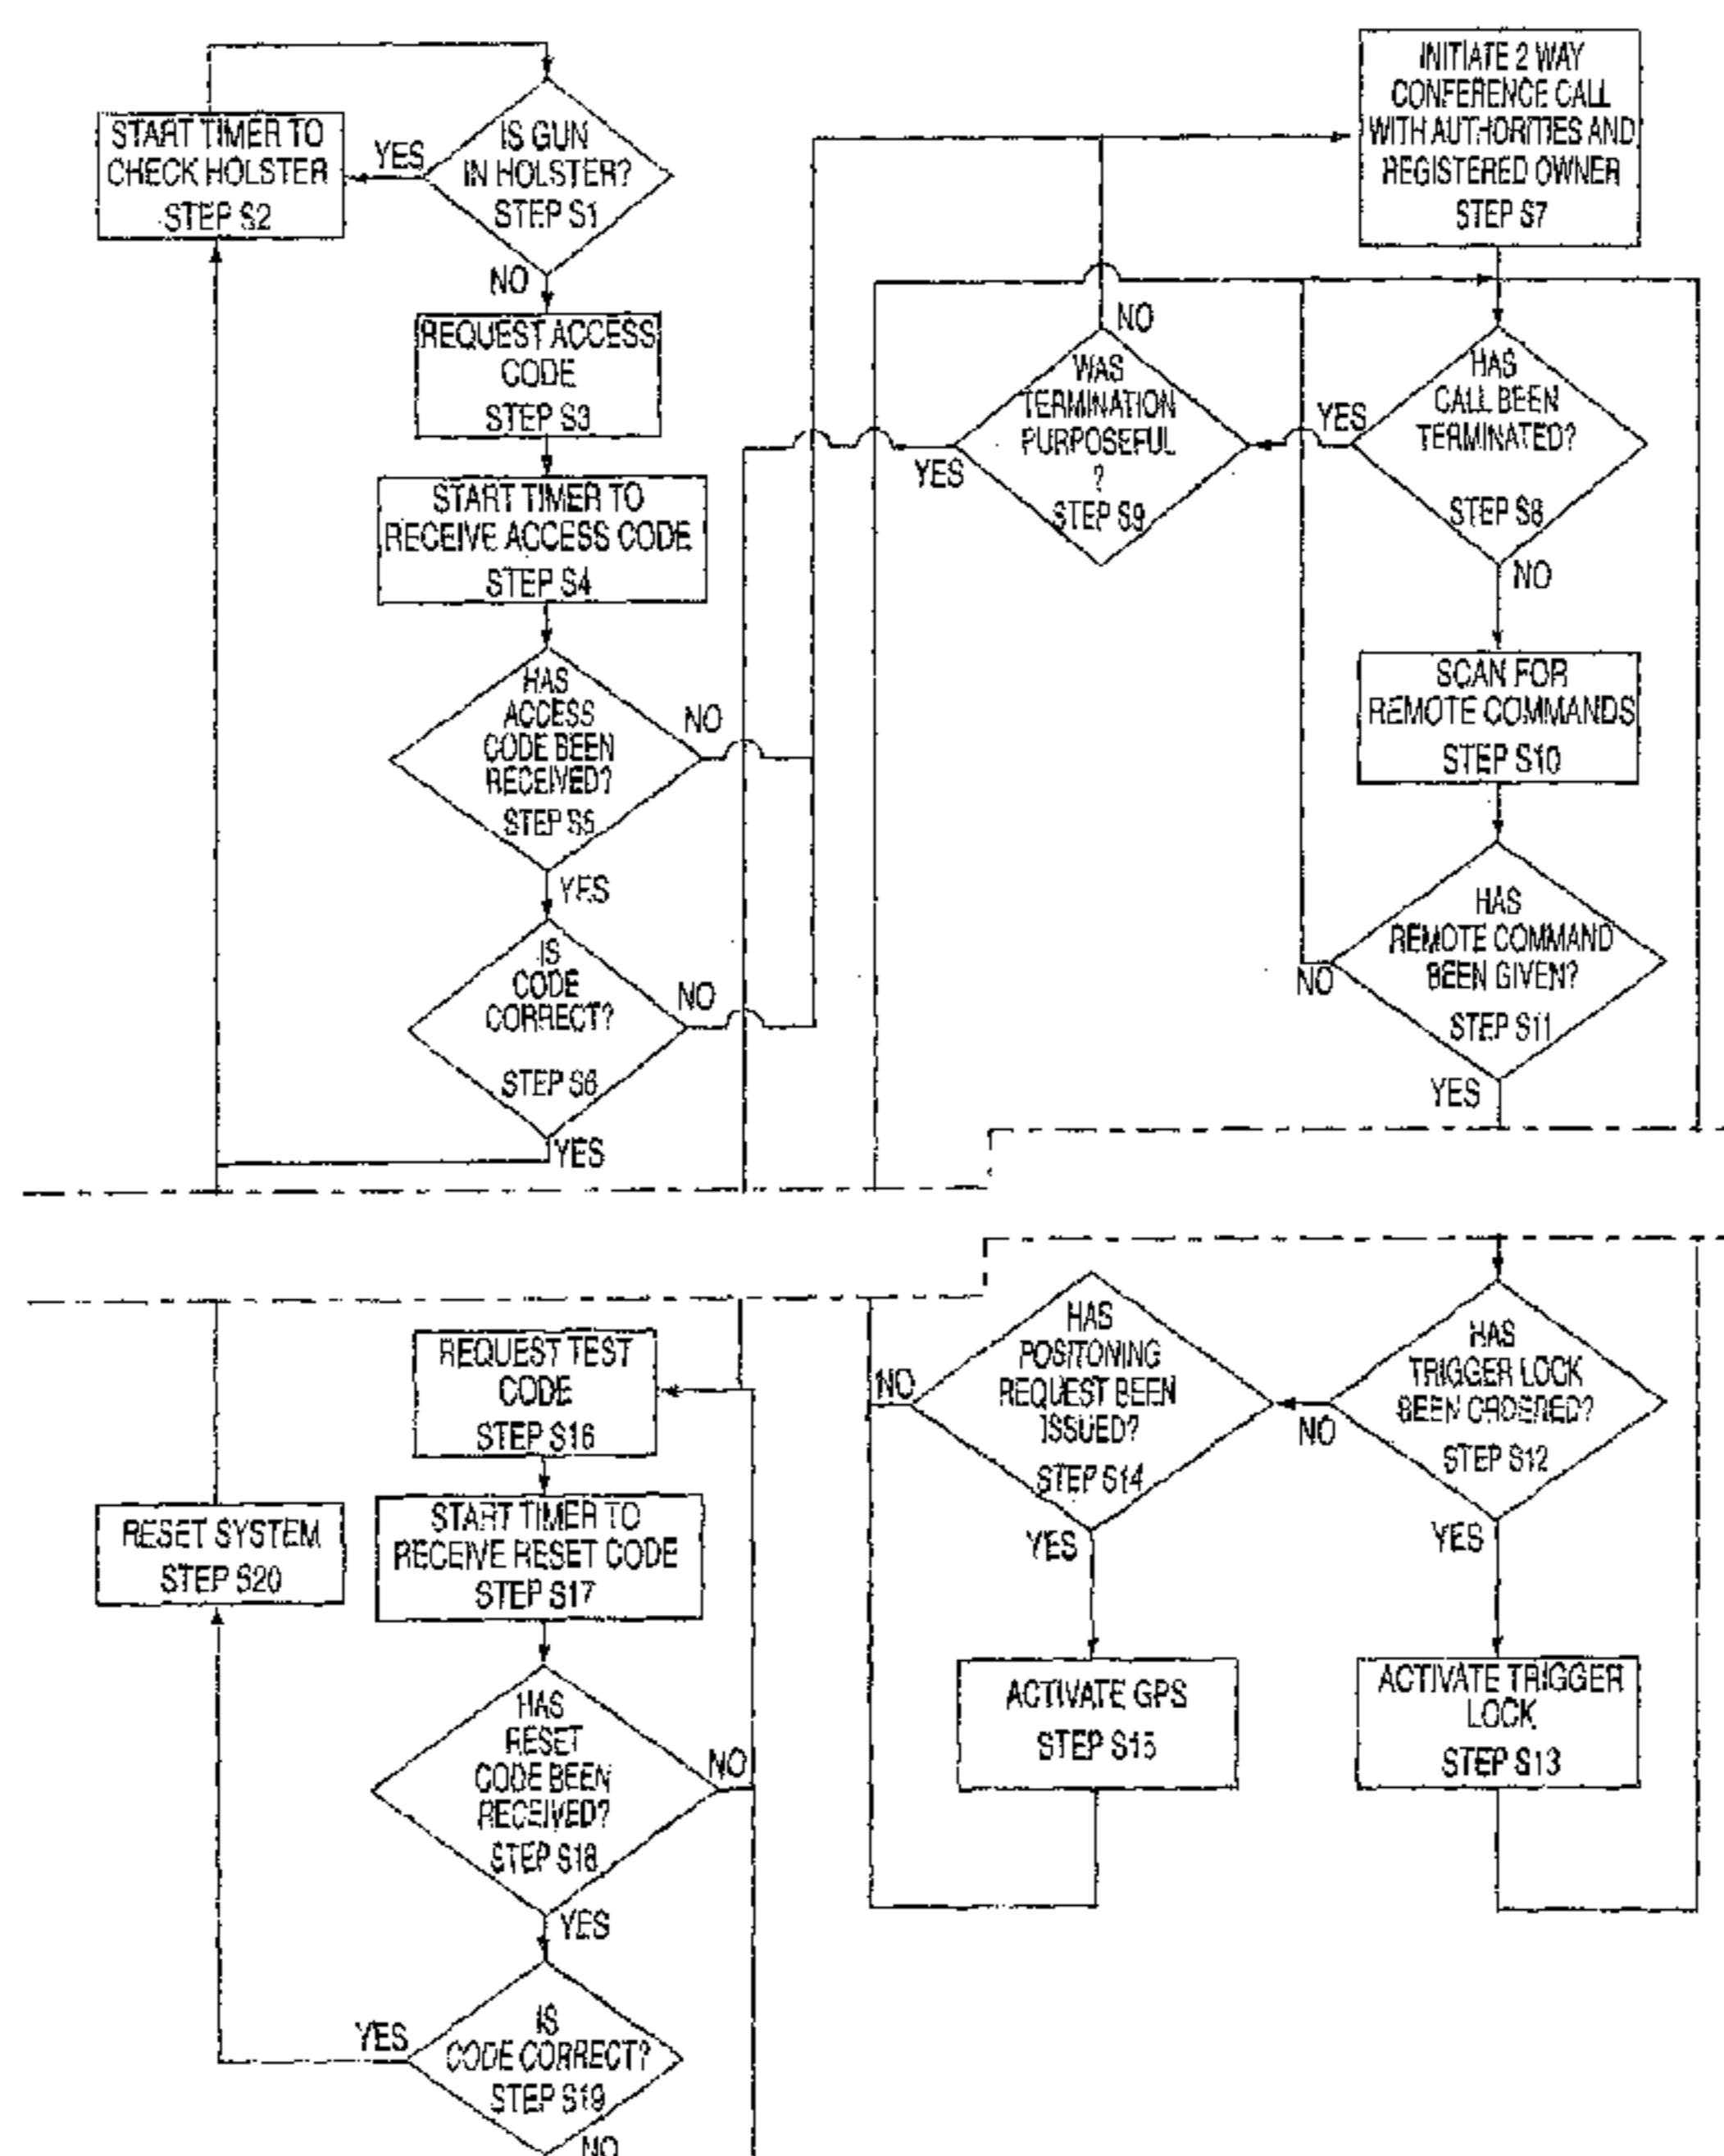 START TIMER TO
CHECK HOLSTER
STEP S2
YES
IS GUN
IN HOLSTER?
STEP S1
NO
REQUEST ACCESS
CODE
STEP S3
START TIMER TO
RECEIVE ACCESS CODE
STEP S4
HAS
ACCESS
CODE BEEN
RECEIVED?
STEP S5
NO
YES
IS
CODE
CORRECT?
STEP S6
NO
YES
INITIATE 2 WAY
CONFERENCE CALL
WITH AUTHORITIES AND
REGISTERED OWNER
STEP S7
HAS
CALL BEEN
TERMINATED?
STEP S8
YES
NO
WAS
TERMINATION
PURPOSEFUL
?
STEP S9
NO
YES
SCAN FOR
REMOTE COMMANDS
STEP S10
HAS
REMOTE COMMAND
BEEN GIVEN?
STEP S11
NO
YES
HAS
TRIGGER LOCK
BEEN ORDERED?
STEP S12
NO
YES
ACTIVATE TRIGGER
LOCK
STEP S13
HAS
POSITONING
REQUEST BEEN
ISSUED?
STEP S14
NO
YES
ACTIVATE GPS
STEP S15
REQUEST TEST
CODE
STEP S16
START TIMER TO
RECEIVE RESET CODE
STEP S17
HAS
RESET
CODE BEEN
RECEIVED?
STEP S18
NO
YES
IS
CODE CORRECT?
STEP S19
YES
NO
RESET SYSTEM
STEP S20